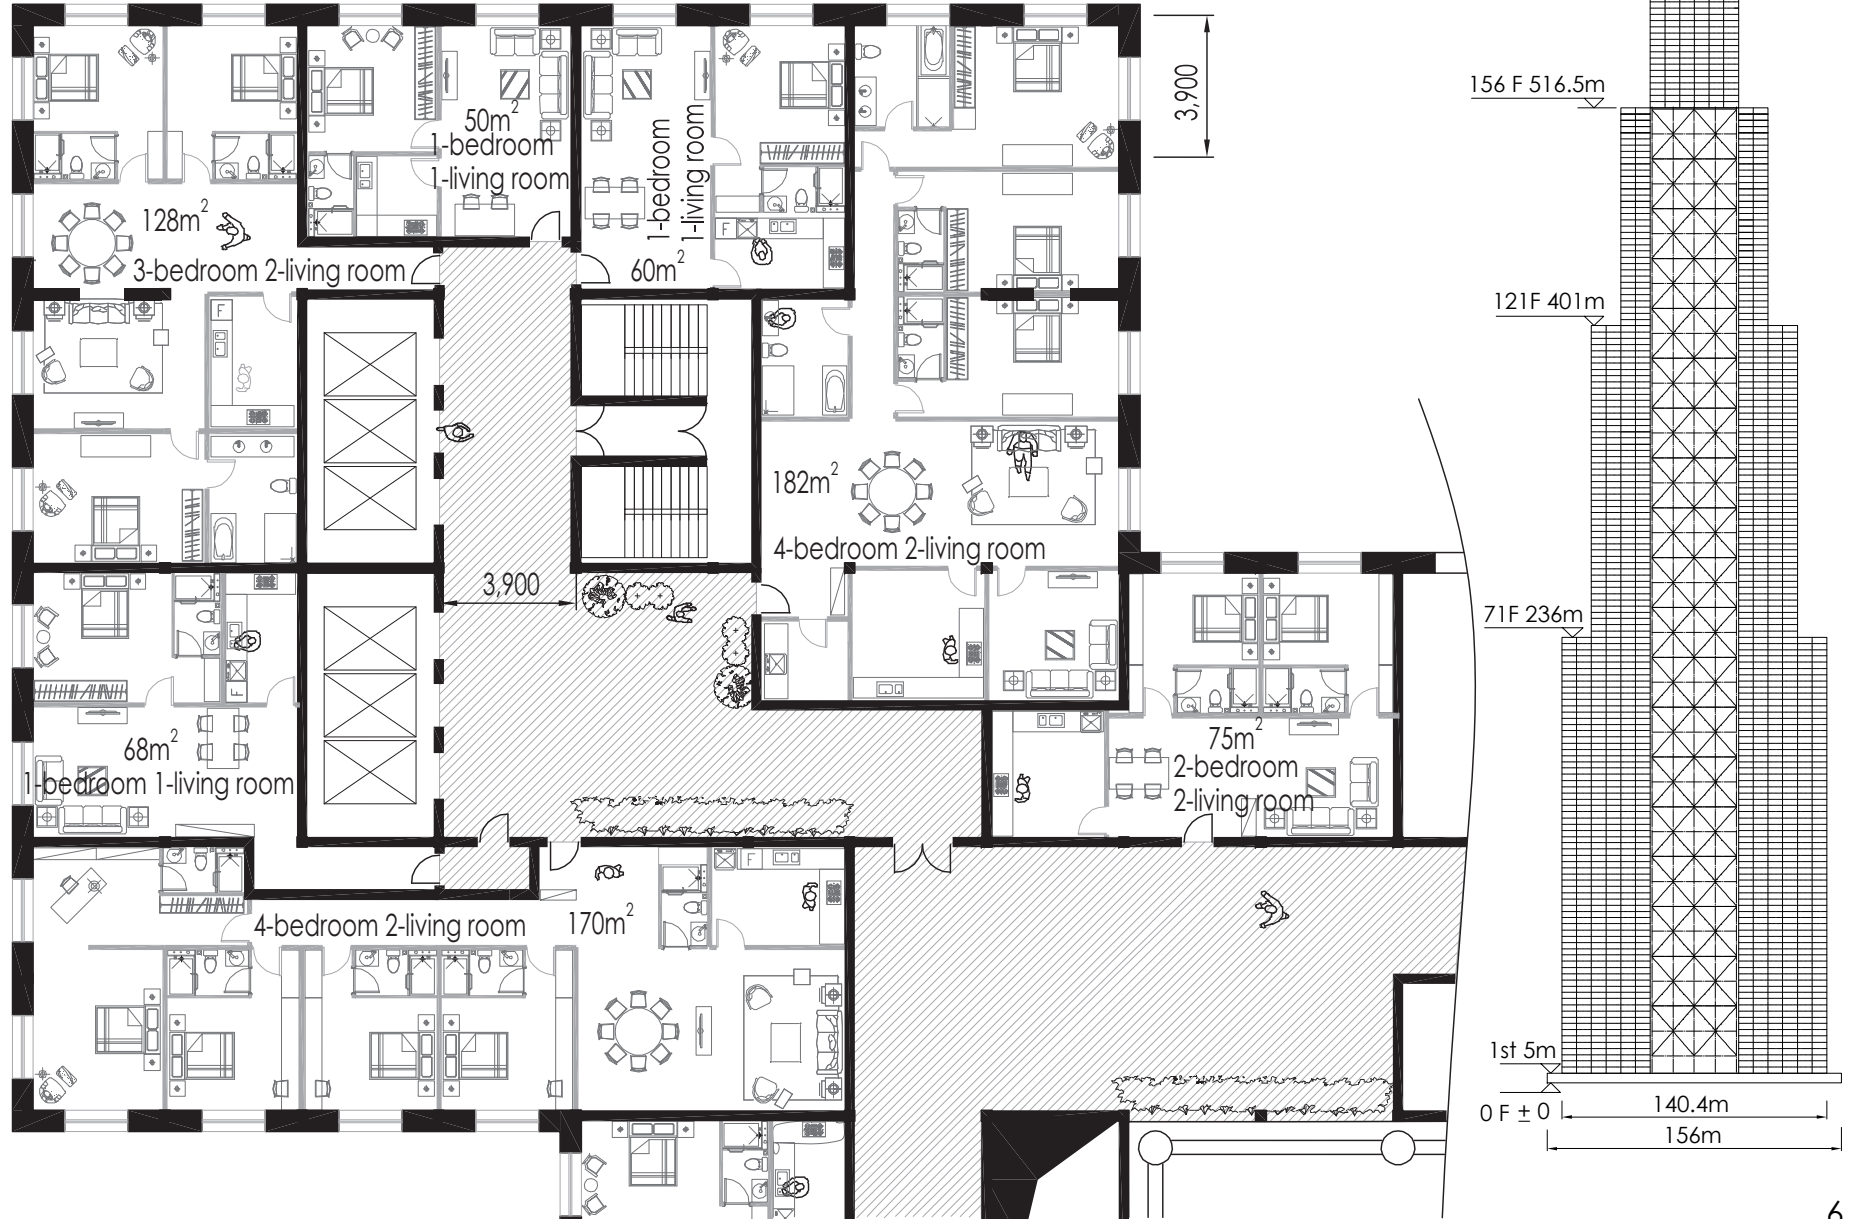 3,900
156 F 516.5m
50m2
1-bedroom
1-living room
1-bedroom
1-living room
60m2
128m2
3-bedroom 2-living room
F
F
121F 401m
182m2
4-bedroom 2-living room
3,900
71F 236m
F
68m2
1-bedroom 1-living room
75m2
2-bedroom
2-living room
F
4-bedroom 2-living room
170m2
1st 5m
0 F ± 0
140.4m
156m
6